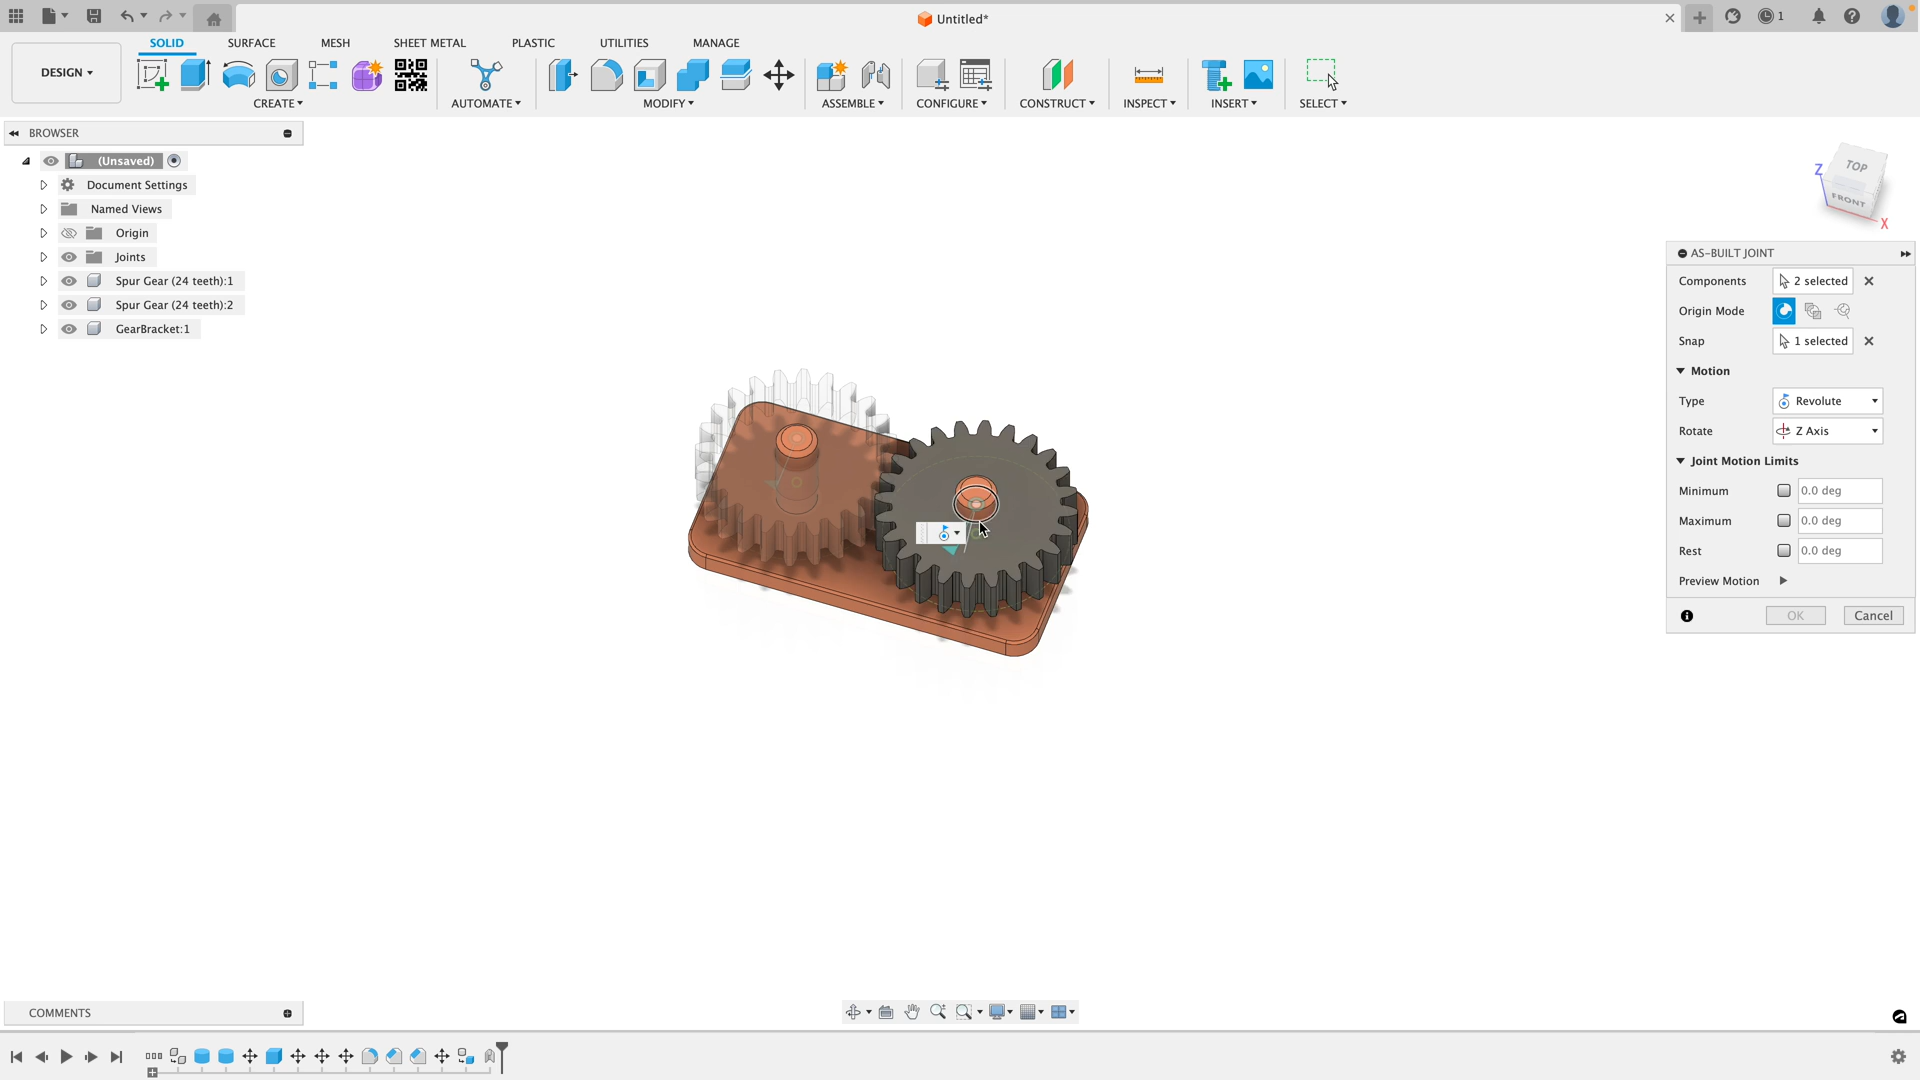 Untitled*
1
DESIGN
SOLID
SURFACE
MESH
SHEET METAL
PLASTIC
UTILITIES
MANAGE
CREATE
AUTOMATE
MODIFY
ASSEMBLE
CONFIGURE
CONSTRUCT
INSPECT
INSERT
SELECT
BROWSER
(Unsaved)
Document Settings
Named Views
Origin
Joints
Spur Gear (24 teeth):1
Spur Gear (24 teeth):2
GearBracket:1
TOP
FRONT
Z
X
AS-BUILT JOINT
Components
2 selected
Origin Mode
Snap
1 selected
Motion
Type
Revolute
Rotate
Z Axis
Joint Motion Limits
Minimum
0.0 deg
Maximum
0.0 deg
Rest
0.0 deg
Preview Motion
OK
Cancel
COMMENTS